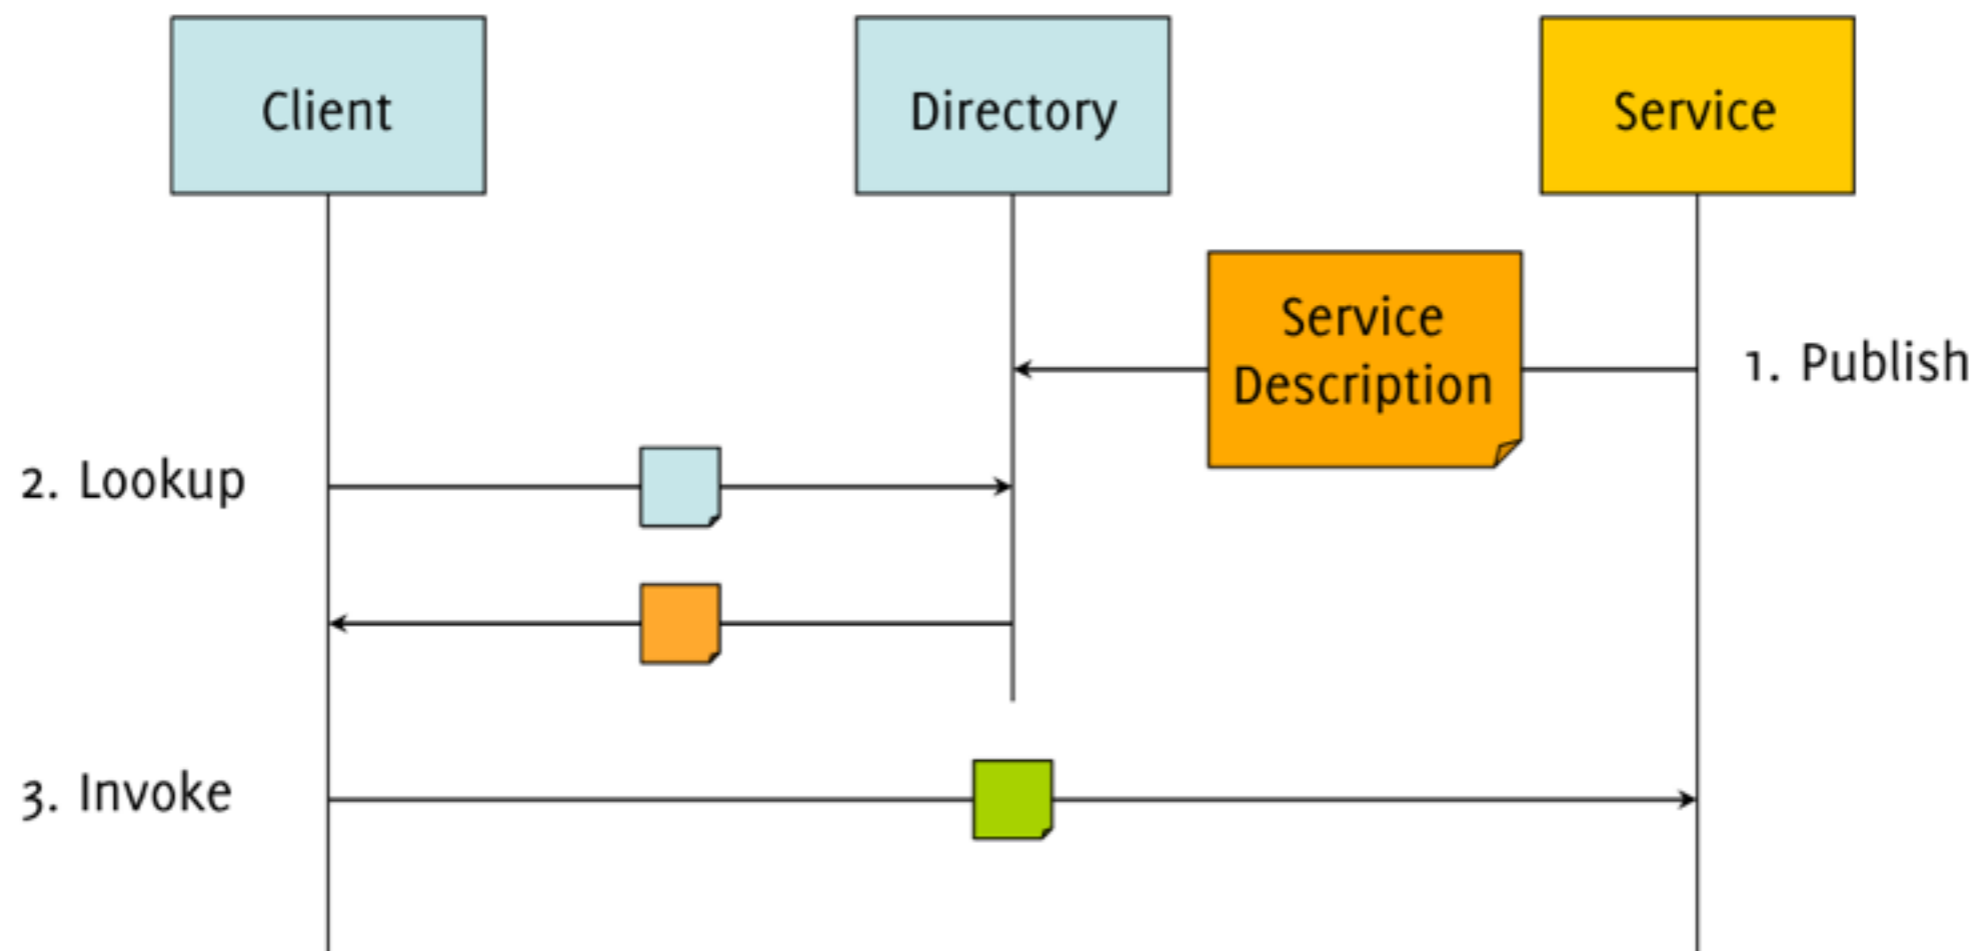 Client
Directory
Service
Service
Description
1. Publish
2. Lookup
3. Invoke